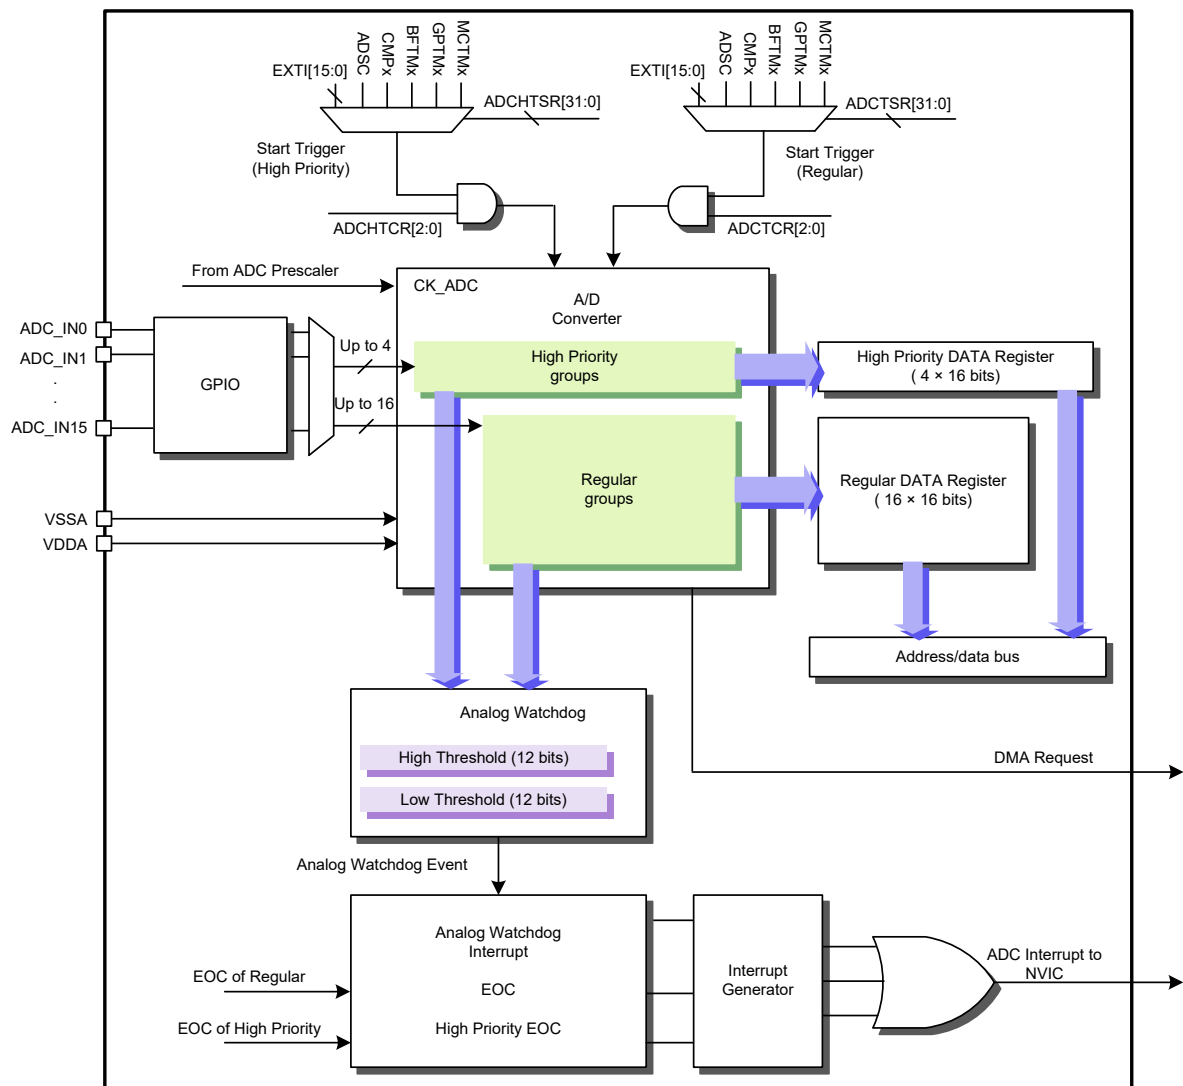 EXTI[15:0]
ADSC
CMPx
BFTMx
GPTMx
MCTMx
ADCHTSR[31:0]
Start Trigger
(High Priority)
ADCHTCR[2:0]
EXTI[15:0]
ADSC
CMPx
BFTMx
GPTMx
MCTMx
ADCTSR[31:0]
Start Trigger
(Regular)
ADCTCR[2:0]
From ADC Prescaler
CK_ADC
A/D
Converter
ADC_IN0
ADC_IN1
.
.
ADC_IN15
GPIO
Up to 4
Up to 16
High Priority
groups
High Priority DATA Register
( 4 × 16 bits)
Regular
groups
Regular DATA Register
( 16 × 16 bits)
VSSA
VDDA
Address/data bus
Analog Watchdog
High Threshold (12 bits)
Low Threshold (12 bits)
DMA Request
Analog Watchdog Event
Analog Watchdog
Interrupt
EOC
High Priority EOC
EOC of Regular
EOC of High Priority
Interrupt
Generator
ADC Interrupt to
NVIC